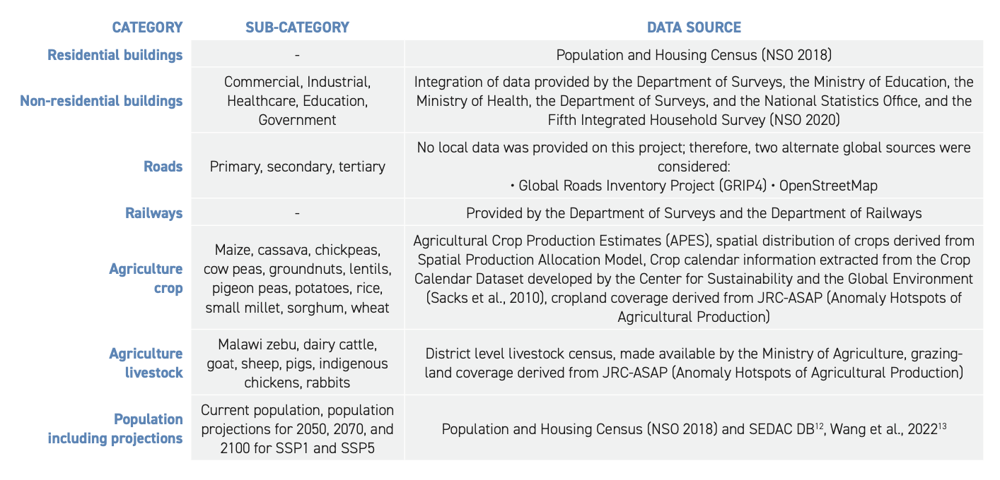 CATEGORY SUB-CATEGORY DATA SOURCE
Residential buildings - Population and Housing Census (NSO 2018)
Non-residential buildings
Commercial, Industrial,
Healthcare, Education,
Government
Integration of data provided by the Department of Surveys, the Ministry of Education, the
Ministry of Health, the Department of Surveys, and the National Statistics Office, and the
Fifth Integrated Household Survey (NSO 2020)
Roads
Primary, secondary, tertiary
No local data was provided on this project; therefore, two alternate global sources were
considered:
• Global Roads Inventory Project (GRIP4) • OpenStreetMap
Railways - Provided by the Department of Surveys and the Department of Railways
Agriculture
crop
Maize, cassava, chickpeas,
cow peas, groundnuts, lentils,
pigeon peas, potatoes, rice,
small millet, sorghum, wheat
Agricultural Crop Production Estimates (APES), spatial distribution of crops derived from
Spatial Production Allocation Model, Crop calendar information extracted from the Crop
Calendar Dataset developed by the Center for Sustainability and the Global Environment
(Sacks et al., 2010), cropland coverage derived from JRC-ASAP (Anomaly Hotspots of
Agricultural Production)
Agriculture
livestock
Malawi zebu, dairy cattle,
goat, sheep, pigs, indigenous
chickens, rabbits
District level livestock census, made available by the Ministry of Agriculture, grazing-
land coverage derived from JRC-ASAP (Anomaly Hotspots of Agricultural Production)
Population
including projections
Current population, population
projections for 2050, 2070, and
2100 for SSP1 and SSP5
Population and Housing Census (NSO 2018) and SEDAC DB¹², Wang et al., 2022¹³